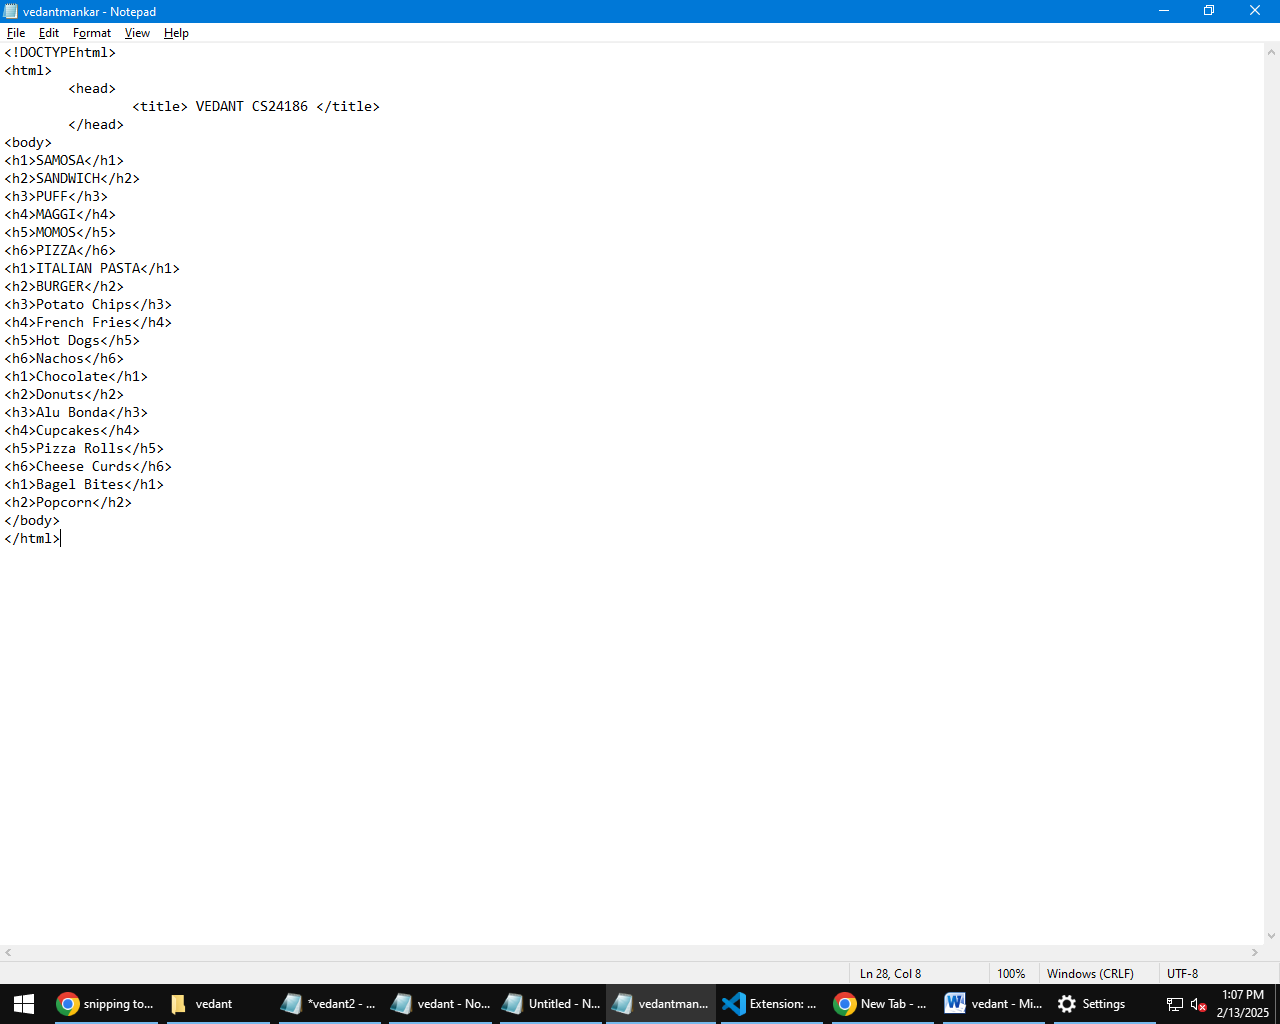 vedantmankar - Notepad
File Edit Format View Help
<!DOCTYPEhtml>
<html>
        <head>
                <title> VEDANT CS24186 </title>
        </head>
<body>
<h1>SAMOSA</h1>
<h2>SANDWICH</h2>
<h3>PUFF</h3>
<h4>MAGGI</h4>
<h5>MOMOS</h5>
<h6>PIZZA</h6>
<h1>ITALIAN PASTA</h1>
<h2>BURGER</h2>
<h3>Potato Chips</h3>
<h4>French Fries</h4>
<h5>Hot Dogs</h5>
<h6>Nachos</h6>
<h1>Chocolate</h1>
<h2>Donuts</h2>
<h3>Alu Bonda</h3>
<h4>Cupcakes</h4>
<h5>Pizza Rolls</h5>
<h6>Cheese Curds</h6>
<h1>Bagel Bites</h1>
<h2>Popcorn</h2>
</body>
</html>
Ln 28, Col 8 100% Windows (CRLF) UTF-8
snipping to... vedant *vedant2 - ... vedant - No... Untitled - N... vedantman... Extension: ... New Tab - ... vedant - Mi... Settings 1:07 PM
2/13/2025